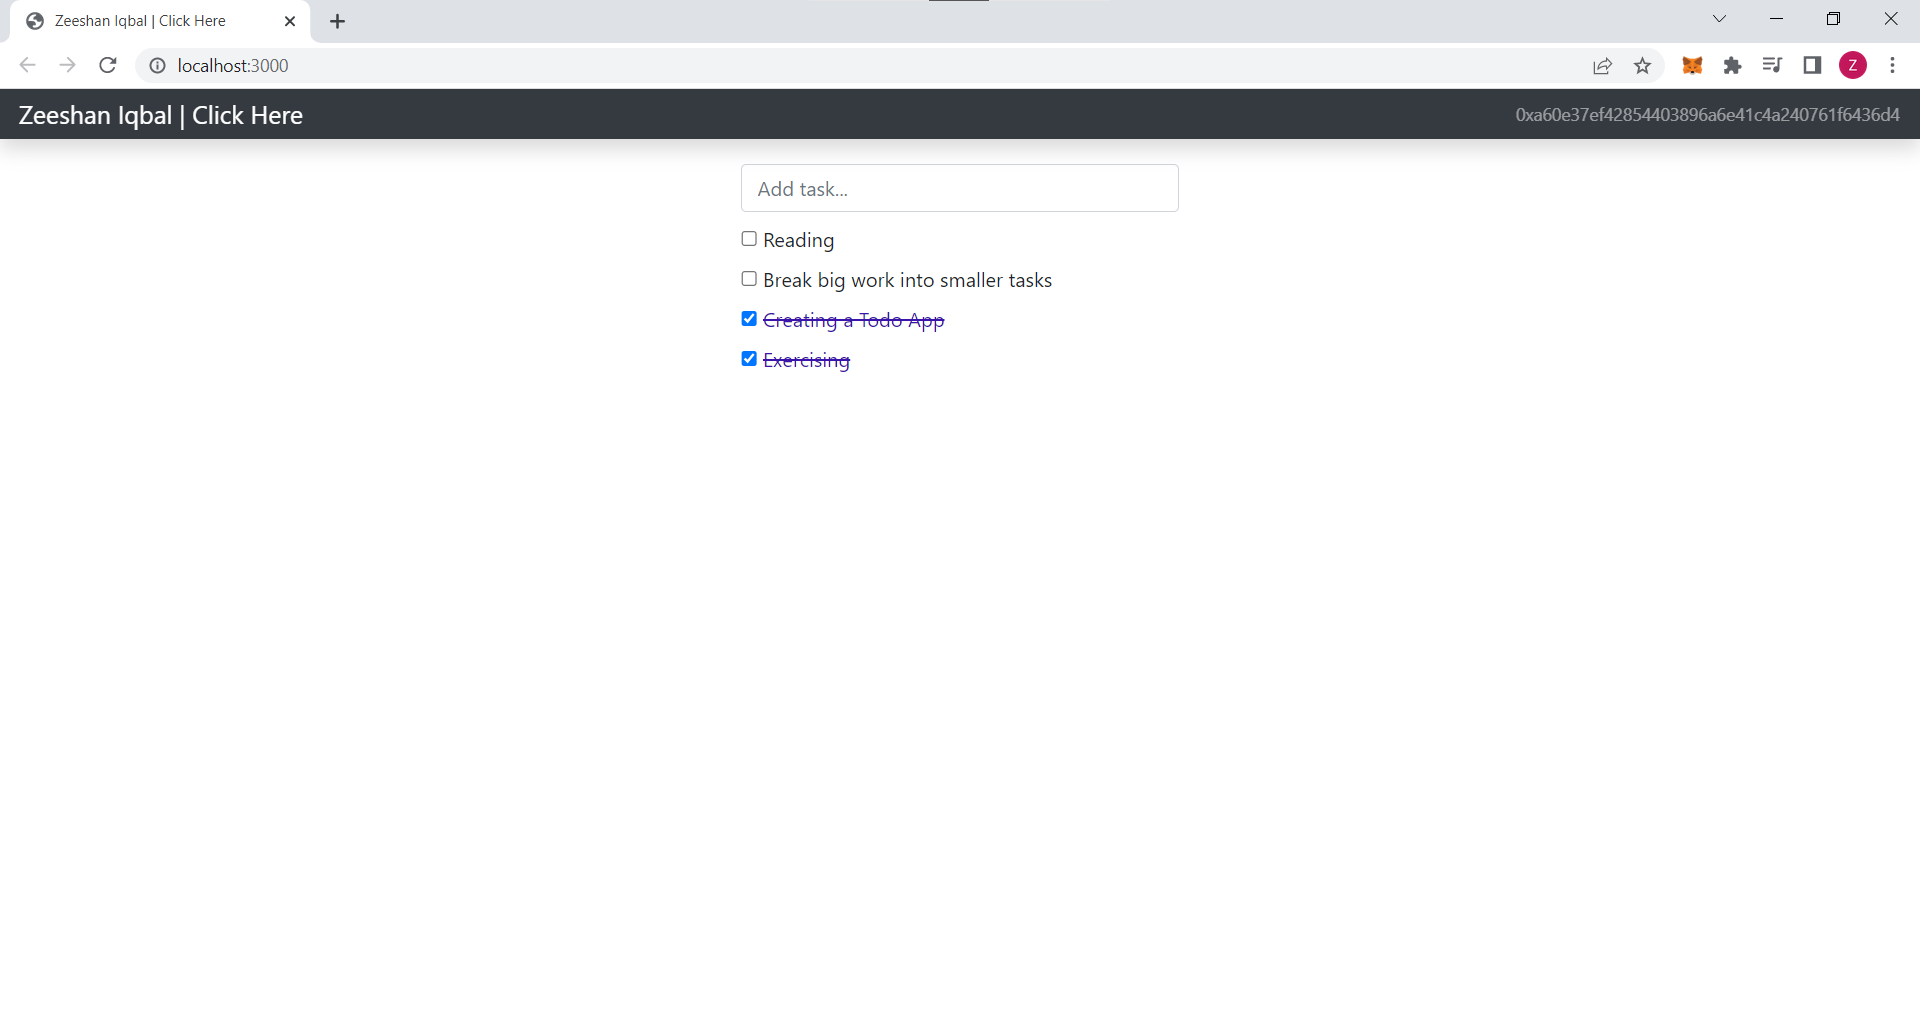 Zeeshan Iqbal | Click Here
localhost:3000
Z
Zeeshan Iqbal | Click Here
0xa60e37ef42854403896a6e41c4a240761f6436d4
Add task...
Reading
Break big work into smaller tasks
Creating a Todo App
Exercising